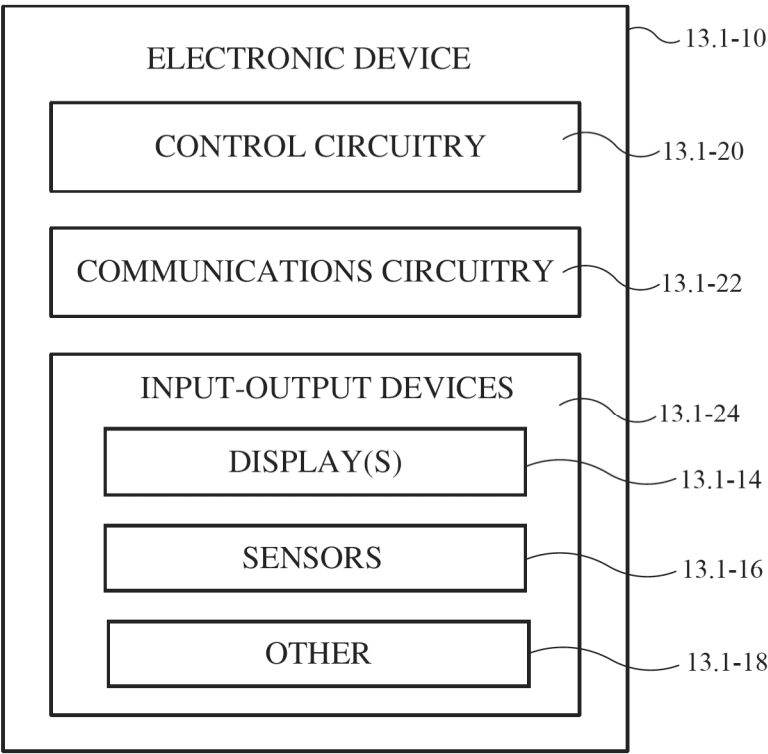 ELECTRONIC DEVICE
13.1-10
CONTROL CIRCUITRY
13.1-20
COMMUNICATIONS CIRCUITRY
13.1-22
INPUT-OUTPUT DEVICES
13.1-24
DISPLAY(S)
13.1-14
SENSORS
13.1-16
OTHER
13.1-18